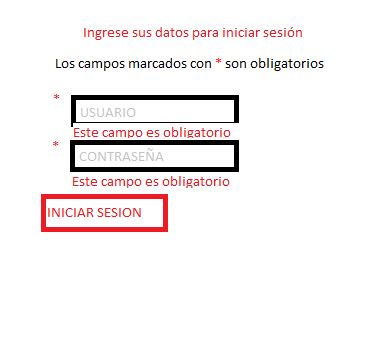 Ingrese sus datos para iniciar sesión
Los campos marcados con * son obligatorios
* USUARIO
Este campo es obligatorio
* CONTRASEÑA
Este campo es obligatorio
INICIAR SESION